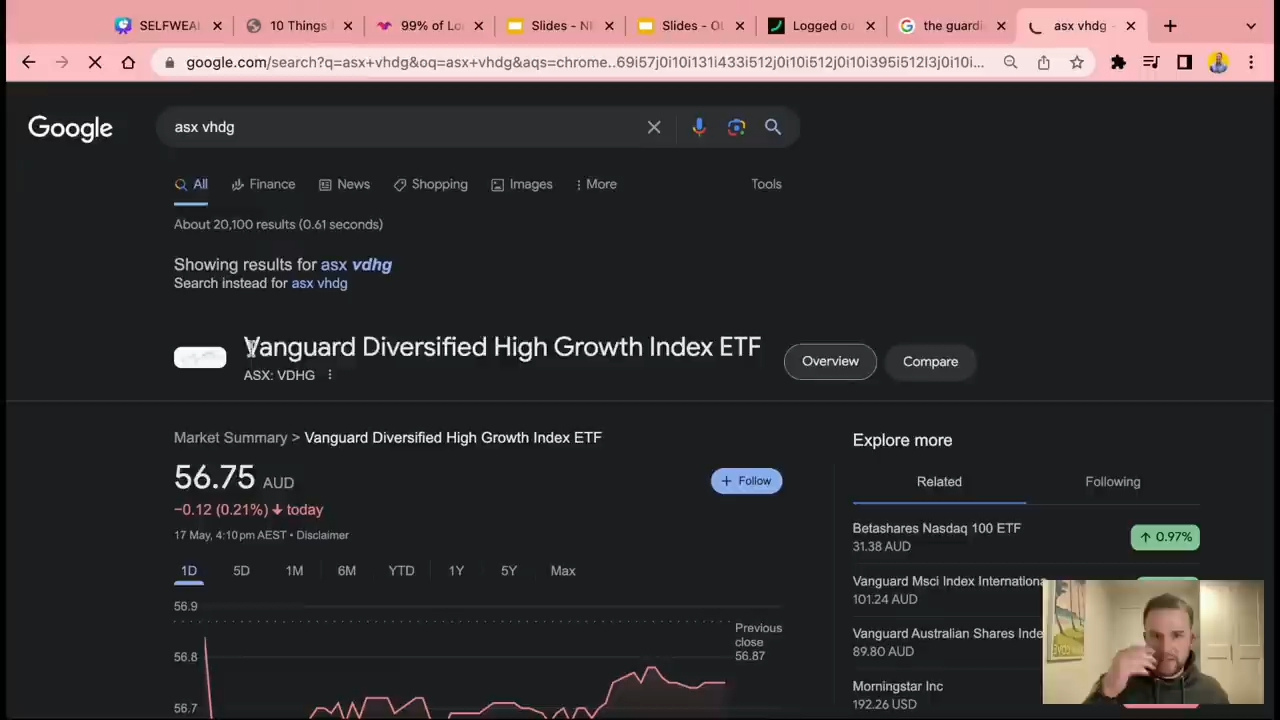 SELFWEA
10 Things
99% of Lo
Slides - NE
Slides - OU
Logged ou
the guardi
asx vhdg
google.com/search?q=asx+vhdg&oq=asx+vhdg&aqs=chrome..69i57j0i10i131i433i512j0i10i512j0i10i395i512l3j0i10i...
Google
asx vhdg
All
Finance
News
Shopping
Images
More
Tools
About 20,100 results (0.61 seconds)
Showing results for asx vdhg
Search instead for asx vhdg
Vanguard Diversified High Growth Index ETF
ASX: VDHG
Overview
Compare
Market Summary > Vanguard Diversified High Growth Index ETF
56.75 AUD
−0.12 (0.21%) today
17 May, 4:10 pm AEST • Disclaimer
+ Follow
1D 5D 1M 6M YTD 1Y 5Y Max
56.9
56.8
56.7
Previous
close
56.87
Explore more
Related
Following
Betashares Nasdaq 100 ETF
31.38 AUD
0.97%
Vanguard Msci Index Internationa
101.24 AUD
Vanguard Australian Shares Inde
89.80 AUD
Morningstar Inc
192.26 USD